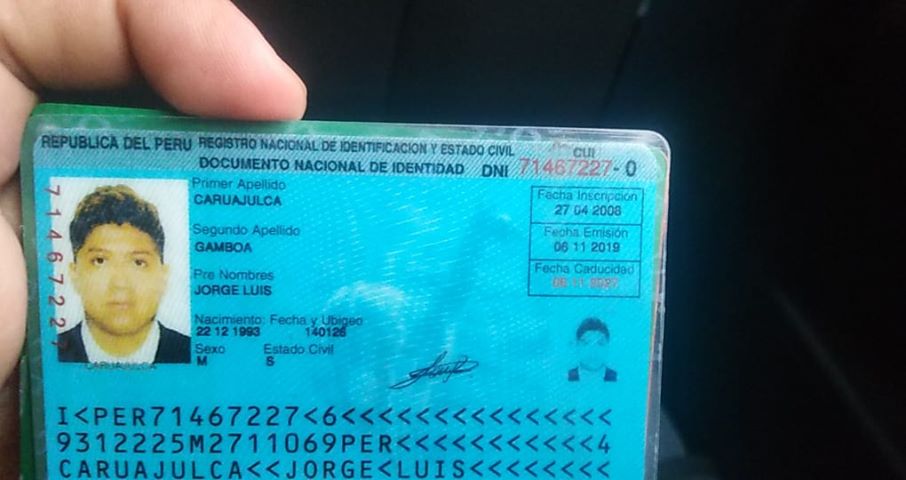 REPUBLICA DEL PERU REGISTRO NACIONAL DE IDENTIFICACION Y ESTADO CIVIL
CUI
DOCUMENTO NACIONAL DE IDENTIDAD DNI 71467227- 0
71467227
Primer Apellido
CARUAJULCA
Segundo Apellido
GAMBOA
Pre Nombres
JORGE LUIS
Nacimiento: Fecha y Ubigeo
22 12 1993 140126
Sexo Estado Civil
M S
Fecha Inscripción
27 04 2008
Fecha Emisión
06 11 2019
Fecha Caducidad
06 11 2027
CARUAJULCA
I<PER71467227<6<<<<<<<<<<<<<<<
9312225M2711069PER<<<<<<<<<<<4
CARUAJULCA<<JORGE<LUIS<<<<<<<<